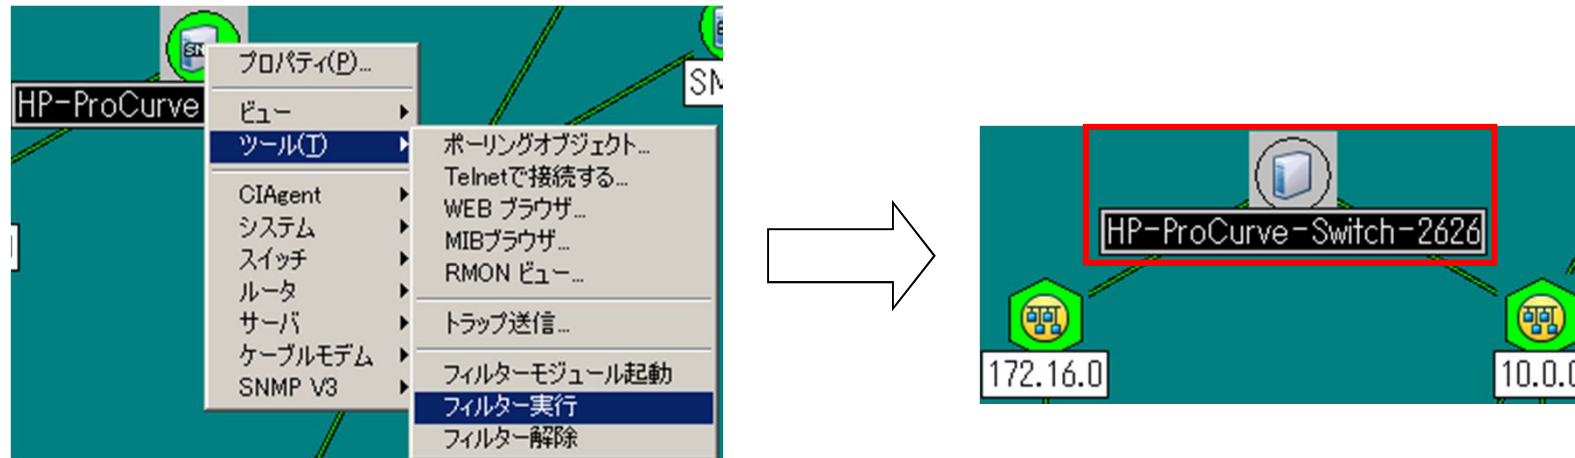 SN
HP-ProCurve
SN
プロパティ(P)...
ビュー
ツール(T)
CIAgent
システム
スイッチ
ルータ
サーバ
ケーブルモデム
SNMP V3
ポーリングオブジェクト...
Telnetで接続する...
WEB ブラウザ...
MIBブラウザ...
RMON ビュー...
トラップ送信...
フィルターモジュール起動
フィルター実行
フィルター解除
HP-ProCurve-Switch-2626
172.16.0
10.0.0